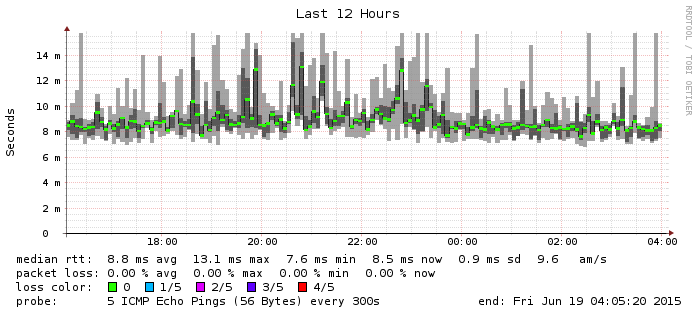 Last 12 Hours
RRDTOOL / TOBI OETIKER
Seconds
14 m
12 m
10 m
8 m
6 m
4 m
2 m
0
18:00 20:00 22:00 00:00 02:00 04:00
median rtt: 8.8 ms avg 13.1 ms max 7.6 ms min 8.5 ms now 0.9 ms sd 9.6 am/s
packet loss: 0.00 % avg 0.00 % max 0.00 % min 0.00 % now
loss color: 0 1/5 2/5 3/5 4/5
probe: 5 ICMP Echo Pings (56 Bytes) every 300s end: Fri Jun 19 04:05:20 2015